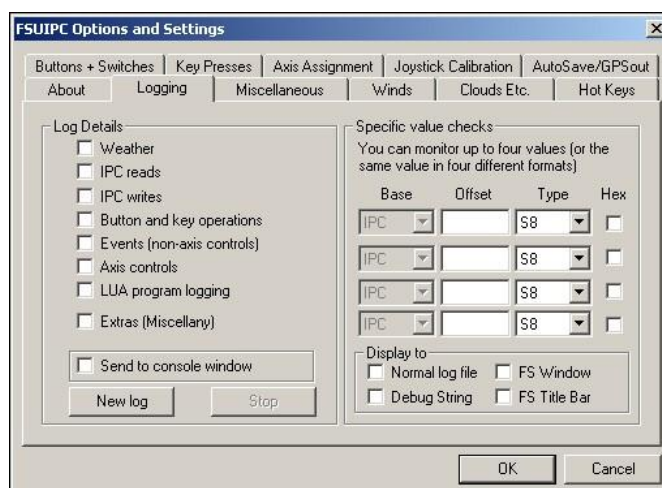 FSUIPC Options and Settings
Buttons + Switches Key Presses Axis Assignment Joystick Calibration AutoSave/GPSout
About Logging Miscellaneous Winds Clouds Etc. Hot Keys
Log Details
Weather
IPC reads
IPC writes
Button and key operations
Events (non-axis controls)
Axis controls
LUA program logging
Extras (Miscellany)
Send to console window
New log Stop
Specific value checks
You can monitor up to four values (or the
same value in four different formats)
Base Offset Type Hex
IPC S8
IPC S8
IPC S8
IPC S8
Display to
Normal log file FS Window
Debug String FS Title Bar
OK Cancel